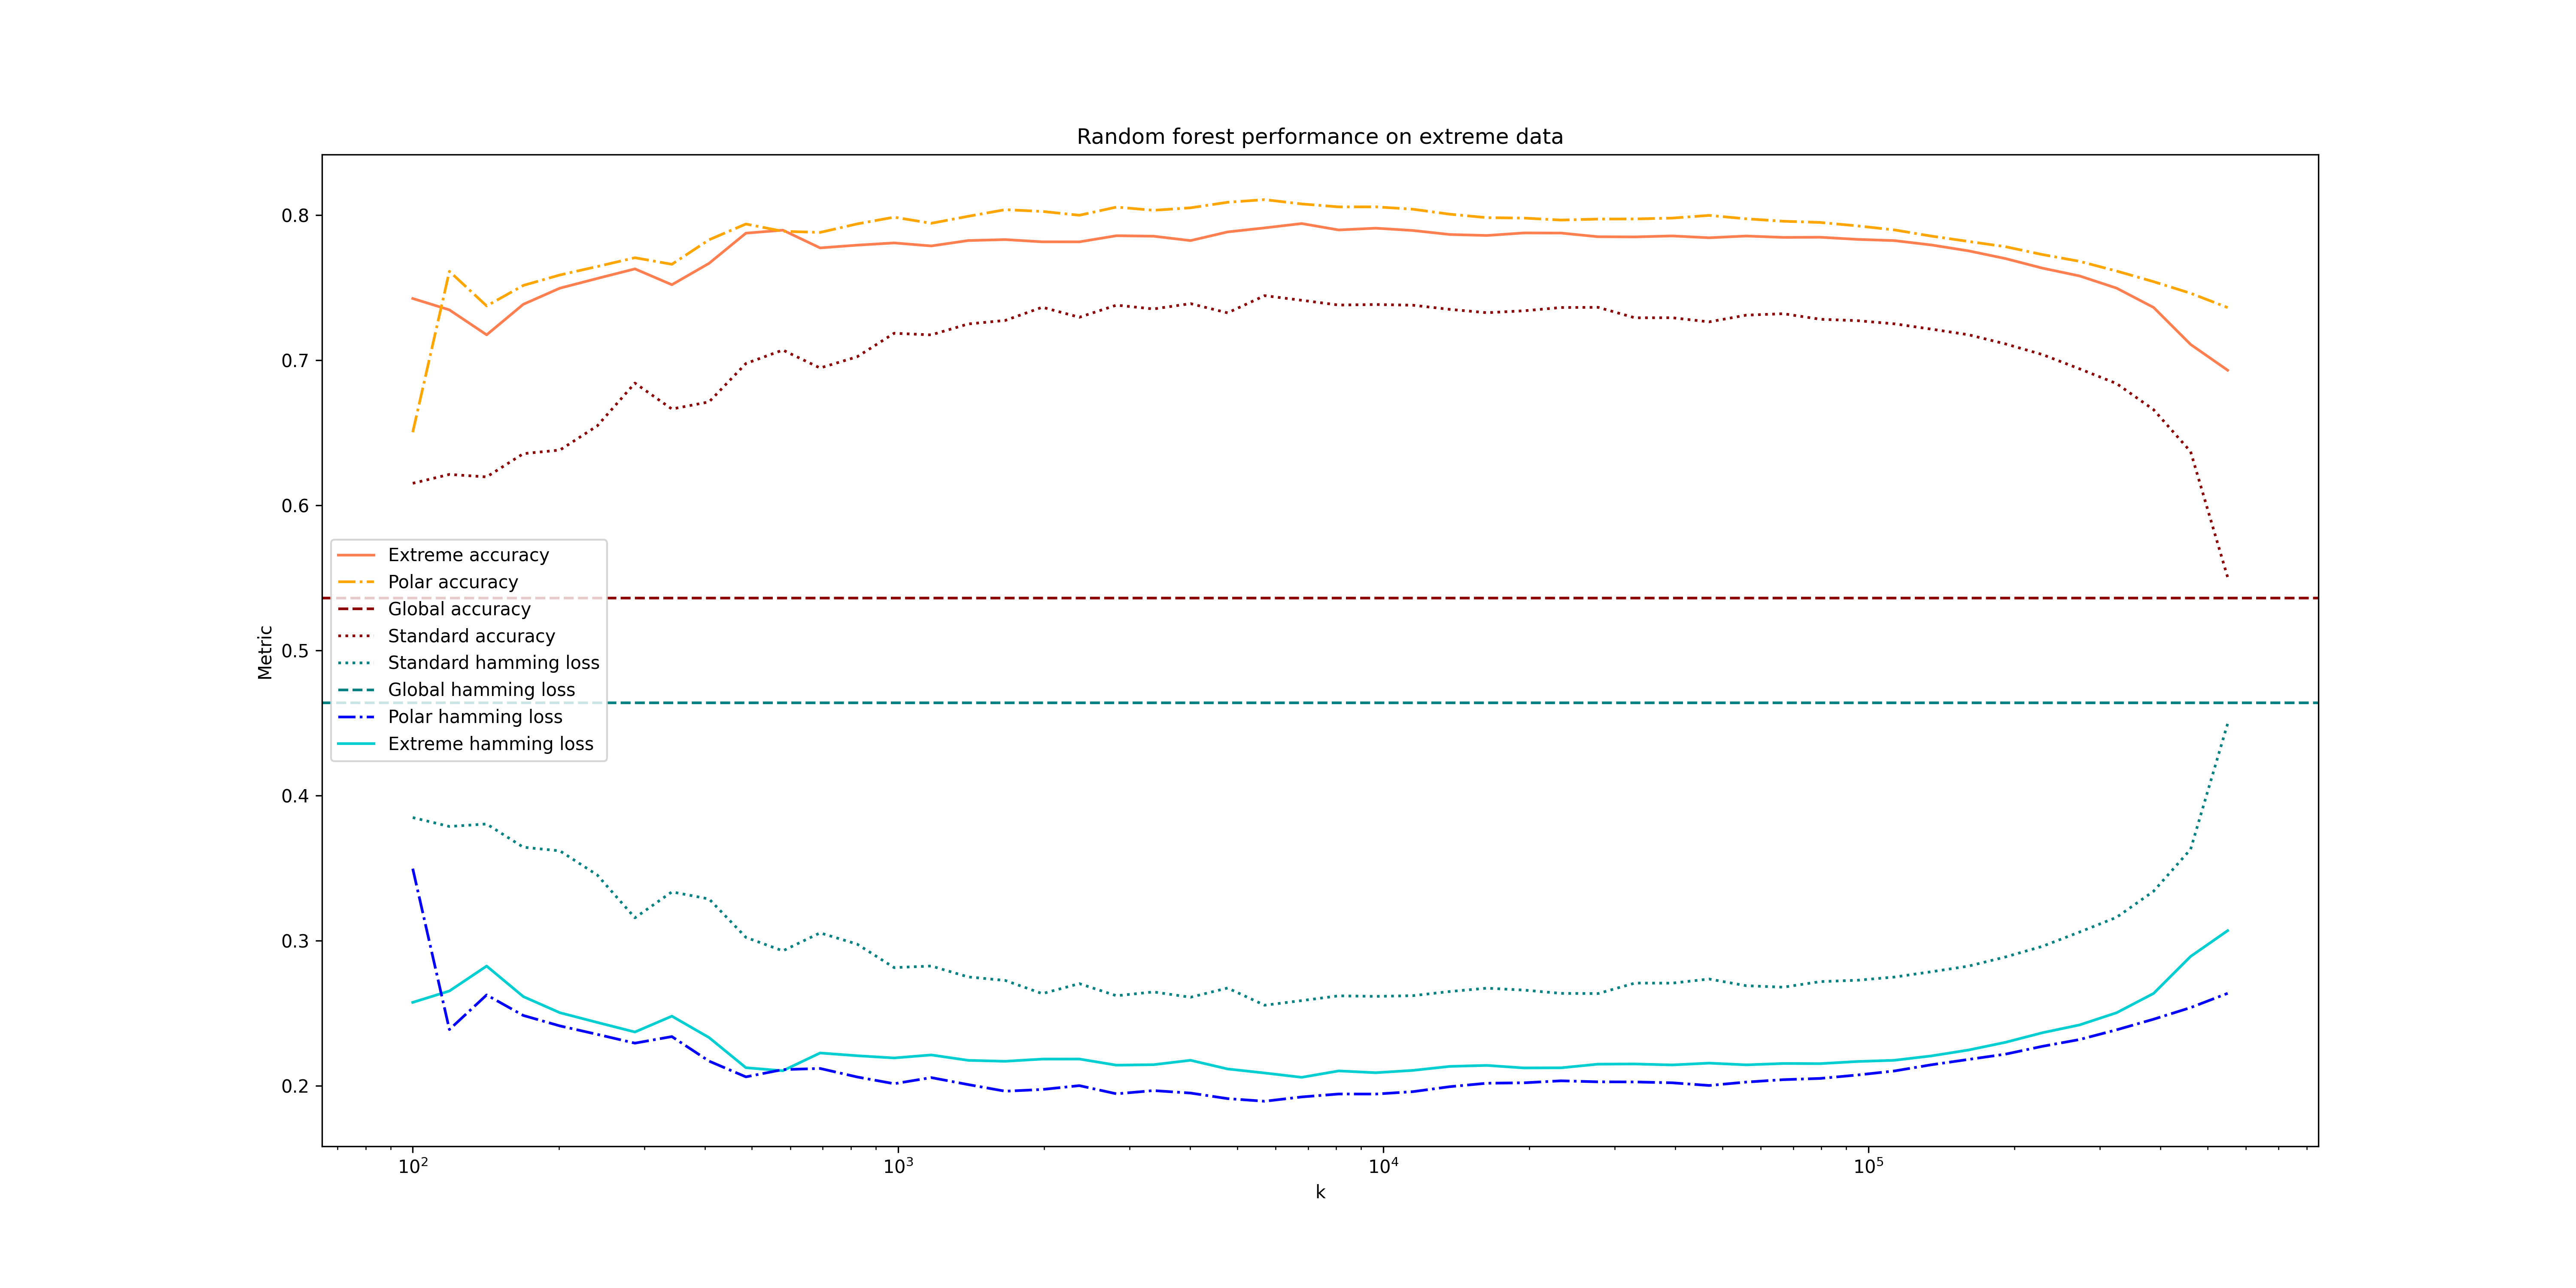 Random forest performance on extreme data
0.8
0.7
0.6
0.5
0.4
0.3
0.2
Metric
Extreme accuracy
Polar accuracy
Global accuracy
Standard accuracy
Standard hamming loss
Global hamming loss
Polar hamming loss
Extreme hamming loss
10² 10³ 10⁴ 10⁵
k